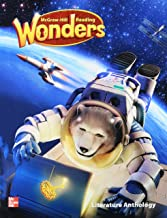 McGraw-Hill Reading
Wonders
Literature Anthology